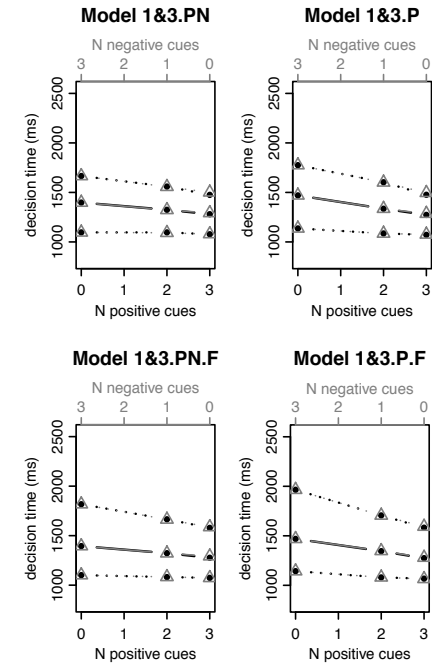 Model 1&3.PN
N negative cues
3 2 1 0
2500
2000
1500
1000
decision time (ms)
0 1 2 3
N positive cues
Model 1&3.P
N negative cues
3 2 1 0
2500
2000
1500
1000
decision time (ms)
0 1 2 3
N positive cues
Model 1&3.PN.F
N negative cues
3 2 1 0
2500
2000
1500
1000
decision time (ms)
0 1 2 3
N positive cues
Model 1&3.P.F
N negative cues
3 2 1 0
2500
2000
1500
1000
decision time (ms)
0 1 2 3
N positive cues